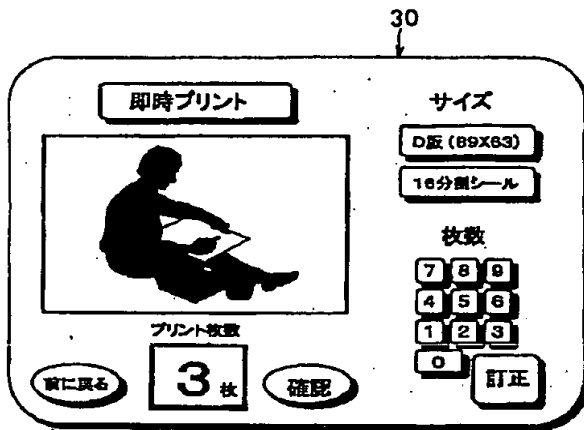 30
即時プリント
サイズ
D版 (89X63)
16分割シール
枚数
7 8 9
4 5 6
1 2 3
0
訂正
プリント枚数
前に戻る
3枚
確認